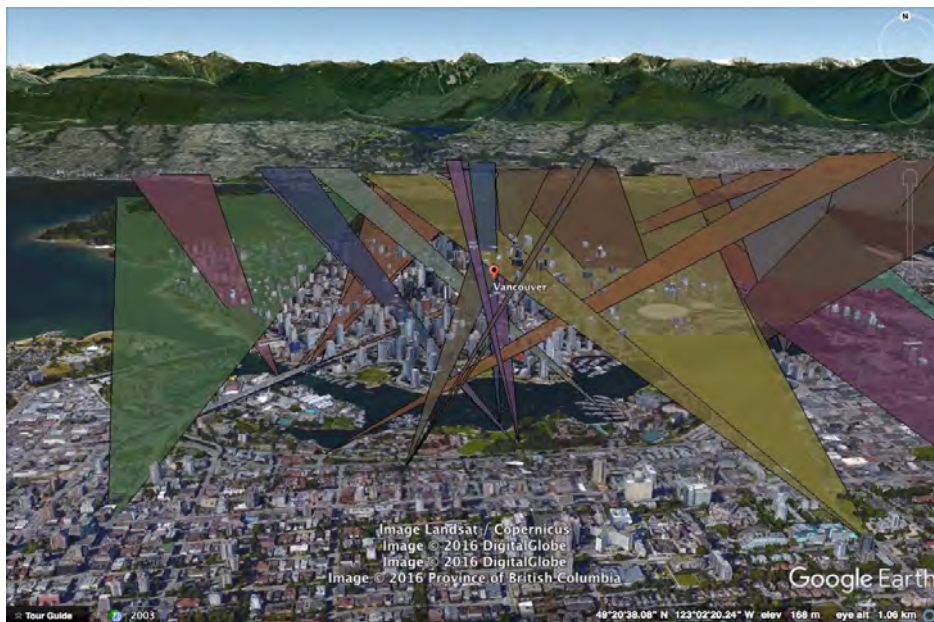 N
Vancouver
Image Landsat / Copernicus
Image © 2016 DigitalGlobe
Image © 2016 DigitalGlobe
Image © 2016 Province of British Columbia
Google Earth
Tour Guide
2003
49°20'38.08" N 123°02'20.24" W elev 168 m eye alt 1.06 km